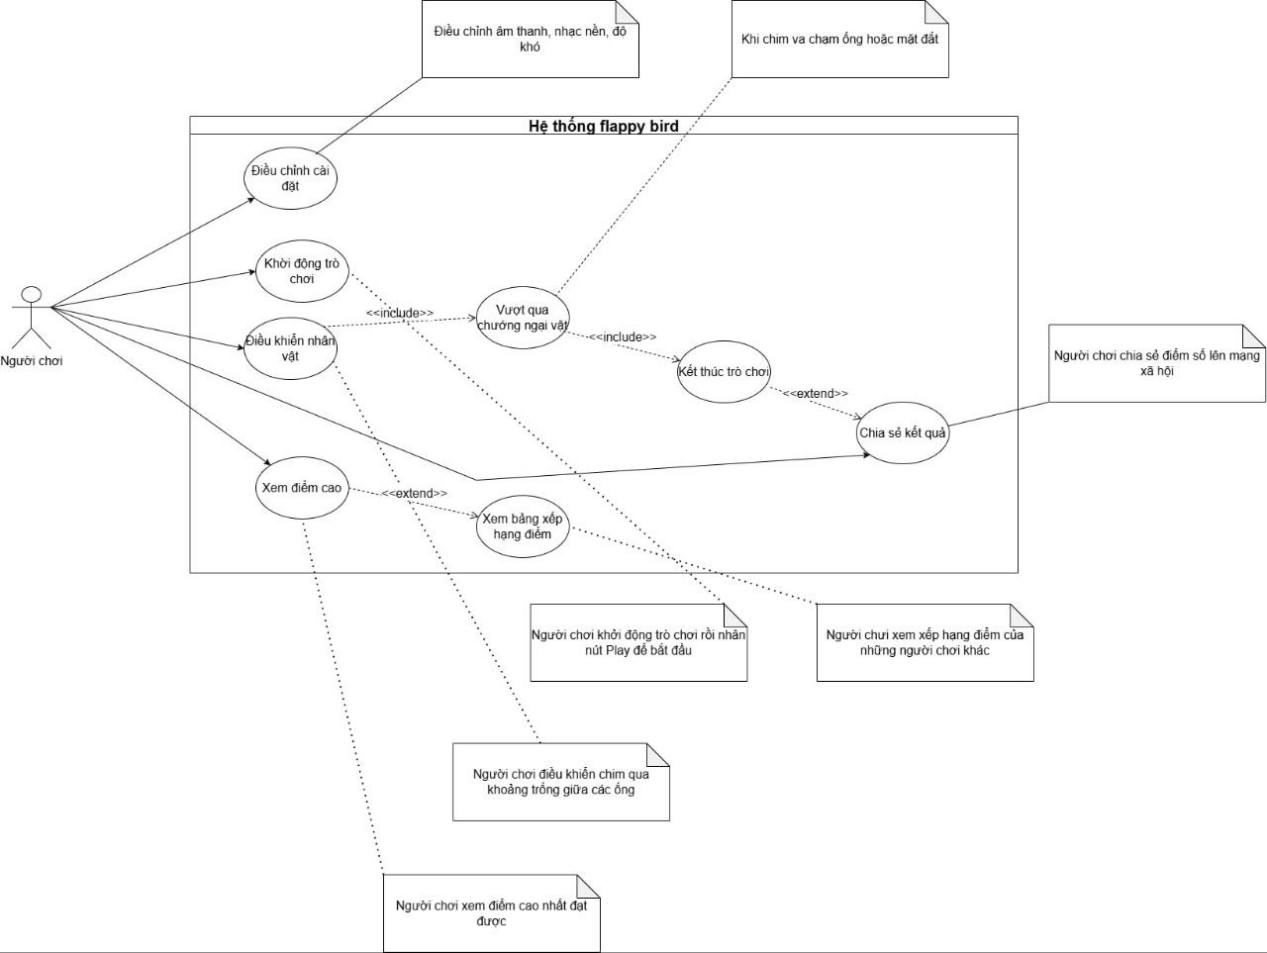 Điều chỉnh âm thanh, nhạc nền, độ
khó
Khi chim va chạm ống hoặc mặt đất
Hệ thống flappy bird
Điều chỉnh cài
đặt
Khời động trò
chơi
<<include>>
Vượt qua
chướng ngại vật
<<include>>
Điều khiển nhân
vật
Người chơi
Kết thúc trò chơi
Người chơi chia sẻ điểm số lên mạng
xã hội
<<extend>>
Chia sẻ kết quả
Xem điểm cao
<<extend>>
Xem bảng xếp
hạng điểm
Người chơi khởi động trò chơi rồi nhân
nút Play để bắt đầu
Người chưi xem xếp hạng điểm của
những người chơi khác
Người chơi điều khiển chim qua
khoảng trống giữa các ống
Người chơi xem điểm cao nhất đạt
được